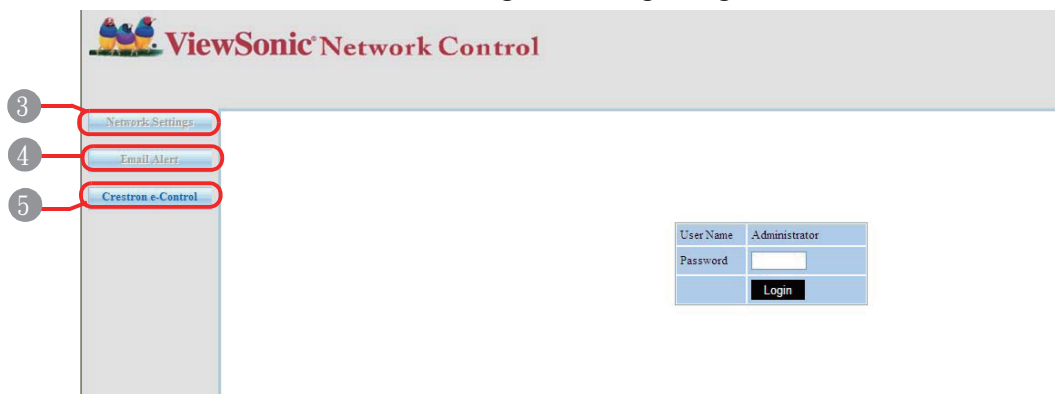 ViewSonic® Network Control
3
Network Settings
4
Email Alert
5
Crestron e-Control
User Name Administrator
Password
Login